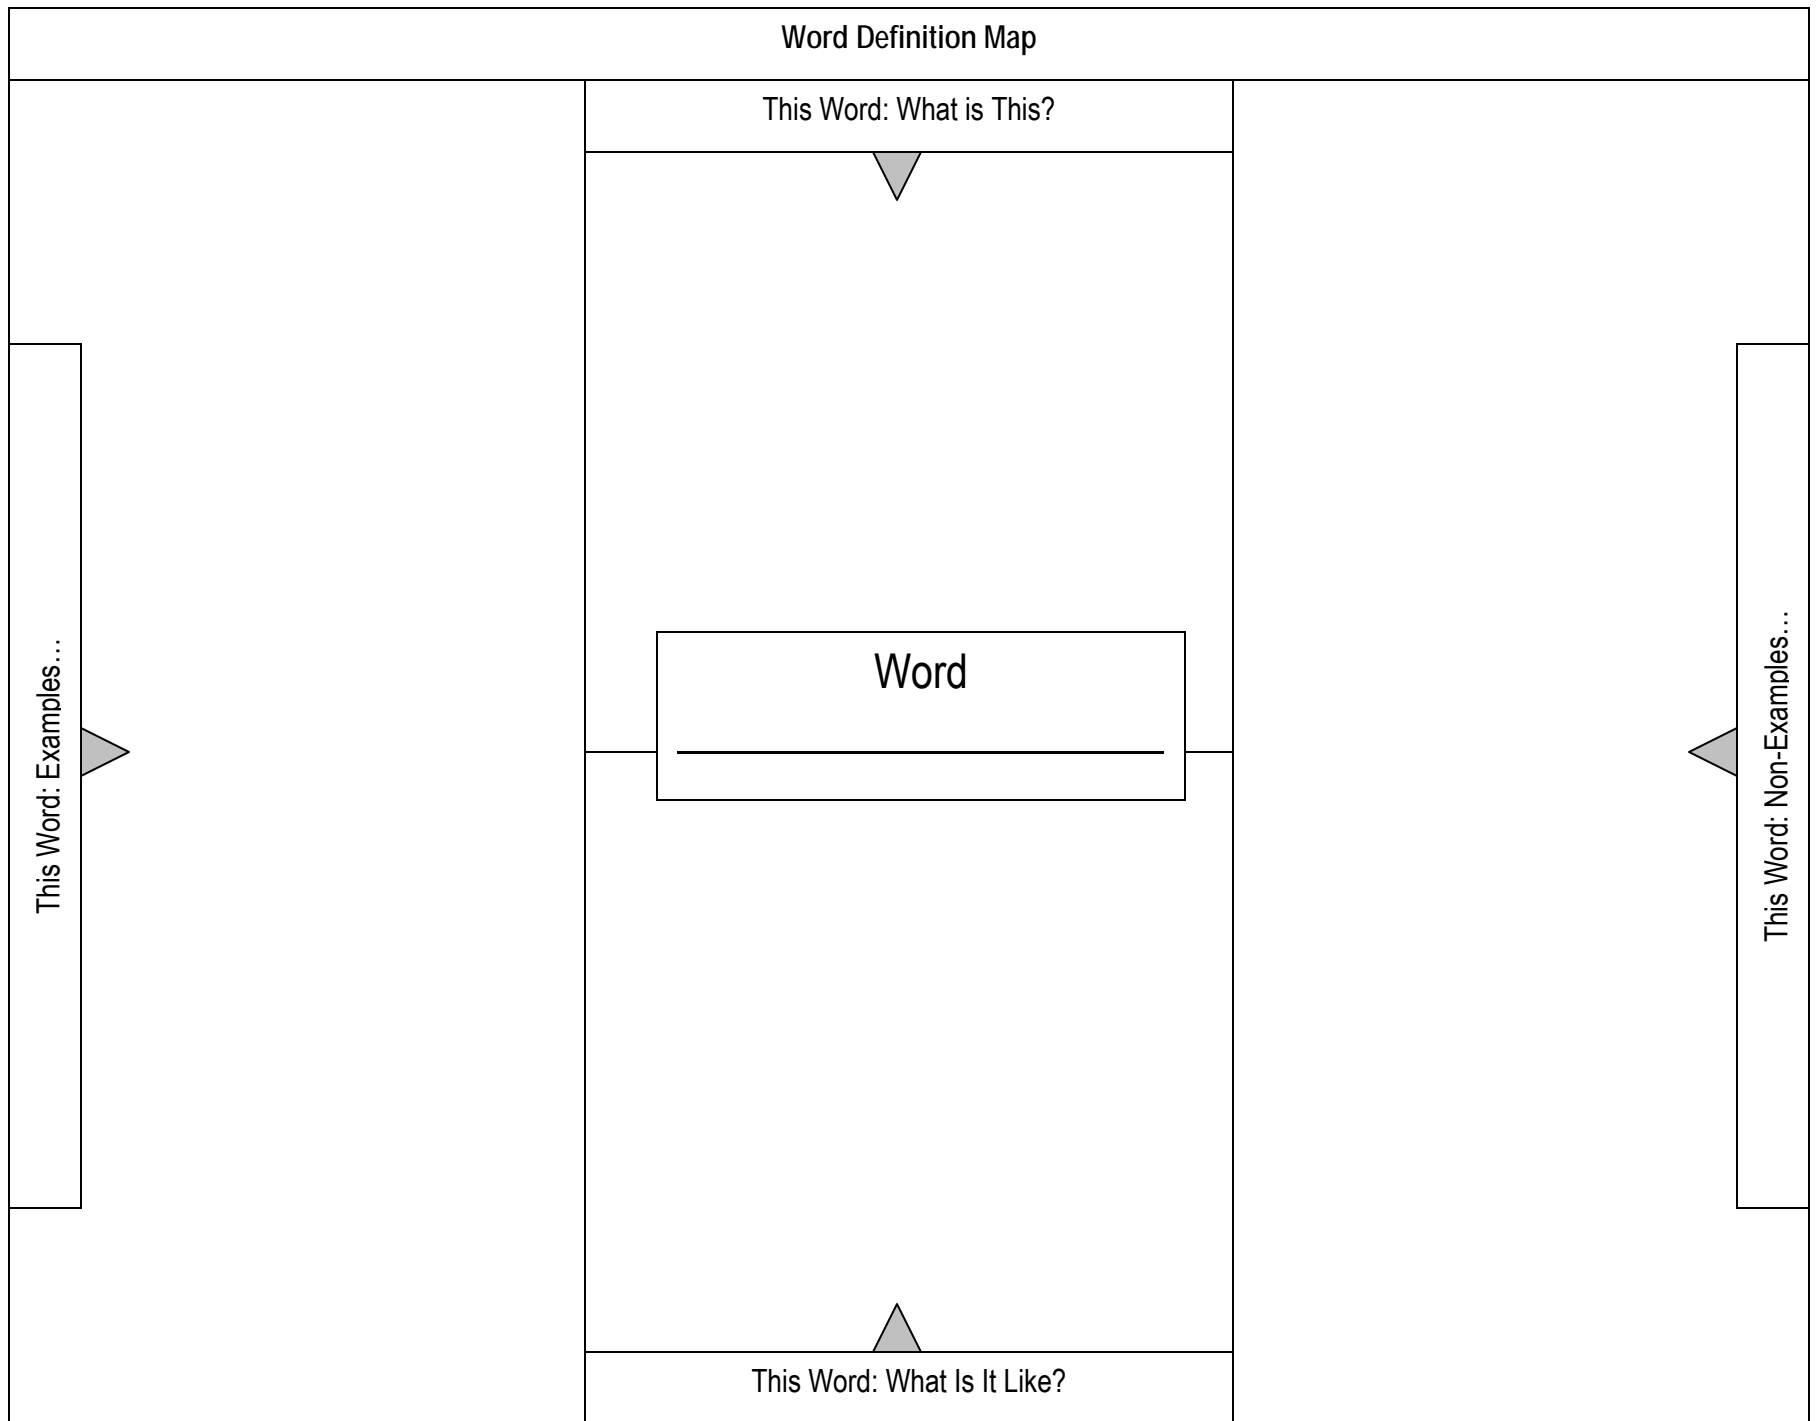 Word Definition Map
This Word: What is This?
This Word: Examples…
Word
This Word: Non-Examples…
This Word: What Is It Like?